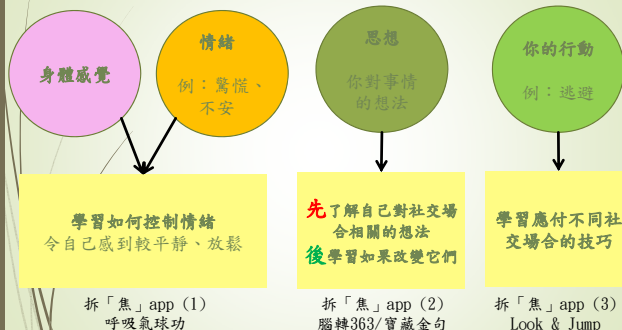 身體感覺
情緒
例：驚慌、
不安
思想
你對事情
的想法
你的行動
例：逃避
學習如何控制情緒
令自己感到較平靜、放鬆
先了解自己對社交場
合相關的想法
後學習如果改變它們
學習應付不同社
交場合的技巧
拆「焦」app (1)
呼吸氣球功
拆「焦」app (2)
腦轉363/寶藏金句
拆「焦」app (3)
Look & Jump